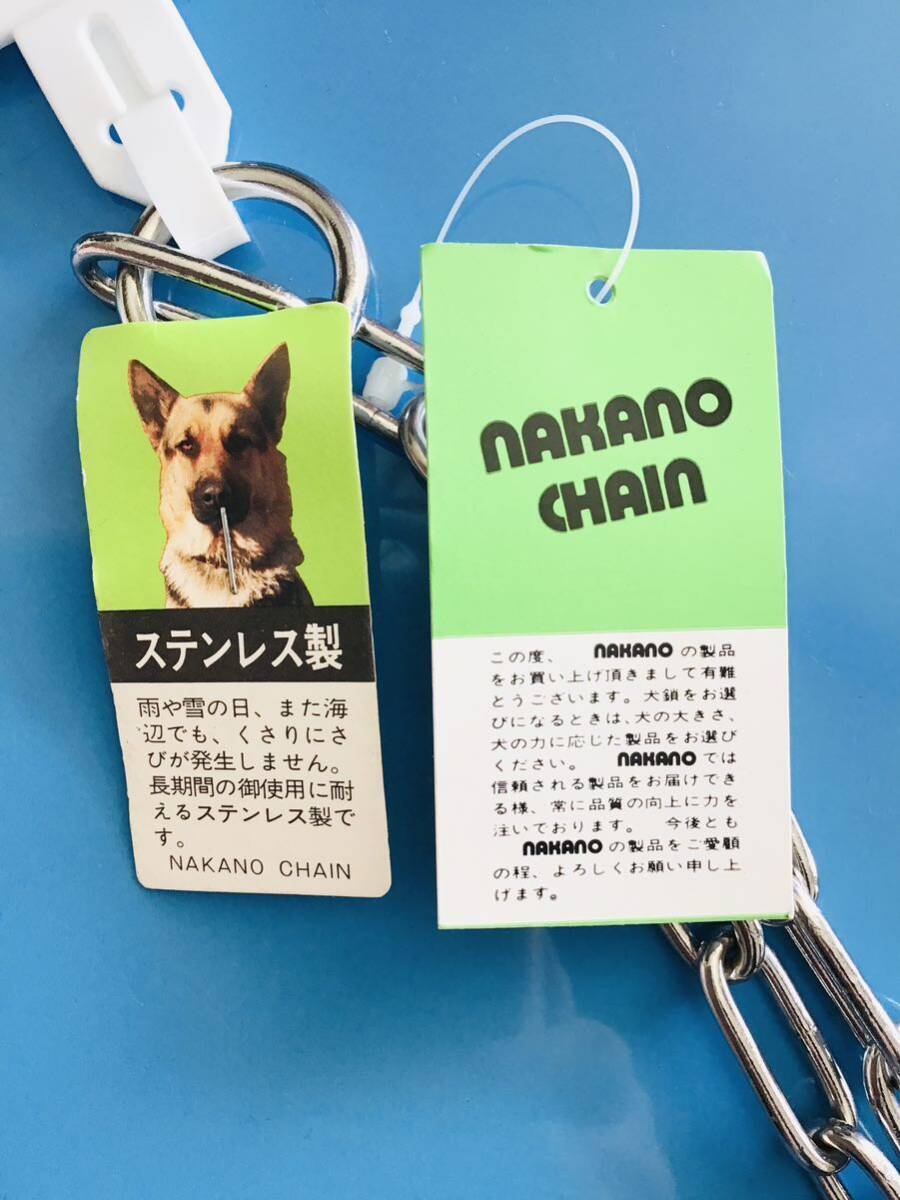 ステンレス製
雨や雪の日、また海
辺でも、くさりにさ
びが発生しません。
長期間の御使用に耐
えるステンレス製で
す。
NAKANO CHAIN
NAKANO
CHAIN
この度、 NAKANO の製品
をお買い上げ頂きまして有難
とうございます。犬鎖をお選
びになるときは、犬の大きさ、
犬の力に応じた製品をお選び
ください。 NAKANO では
信頼される製品をお届けでき
る様、常に品質の向上に力を
注いでおります。 今後とも
NAKANO の製品をご愛顧
の程、よろしくお願い申し上
げます。